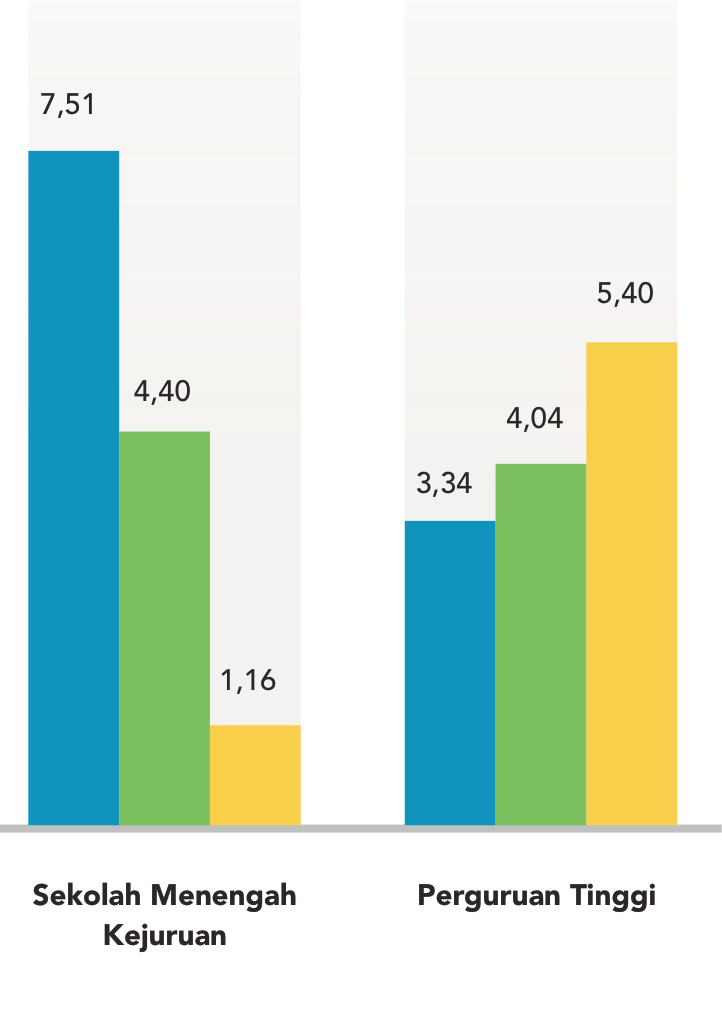 7,51
4,40
1,16
3,34
4,04
5,40
Sekolah Menengah
Kejuruan
Perguruan Tinggi